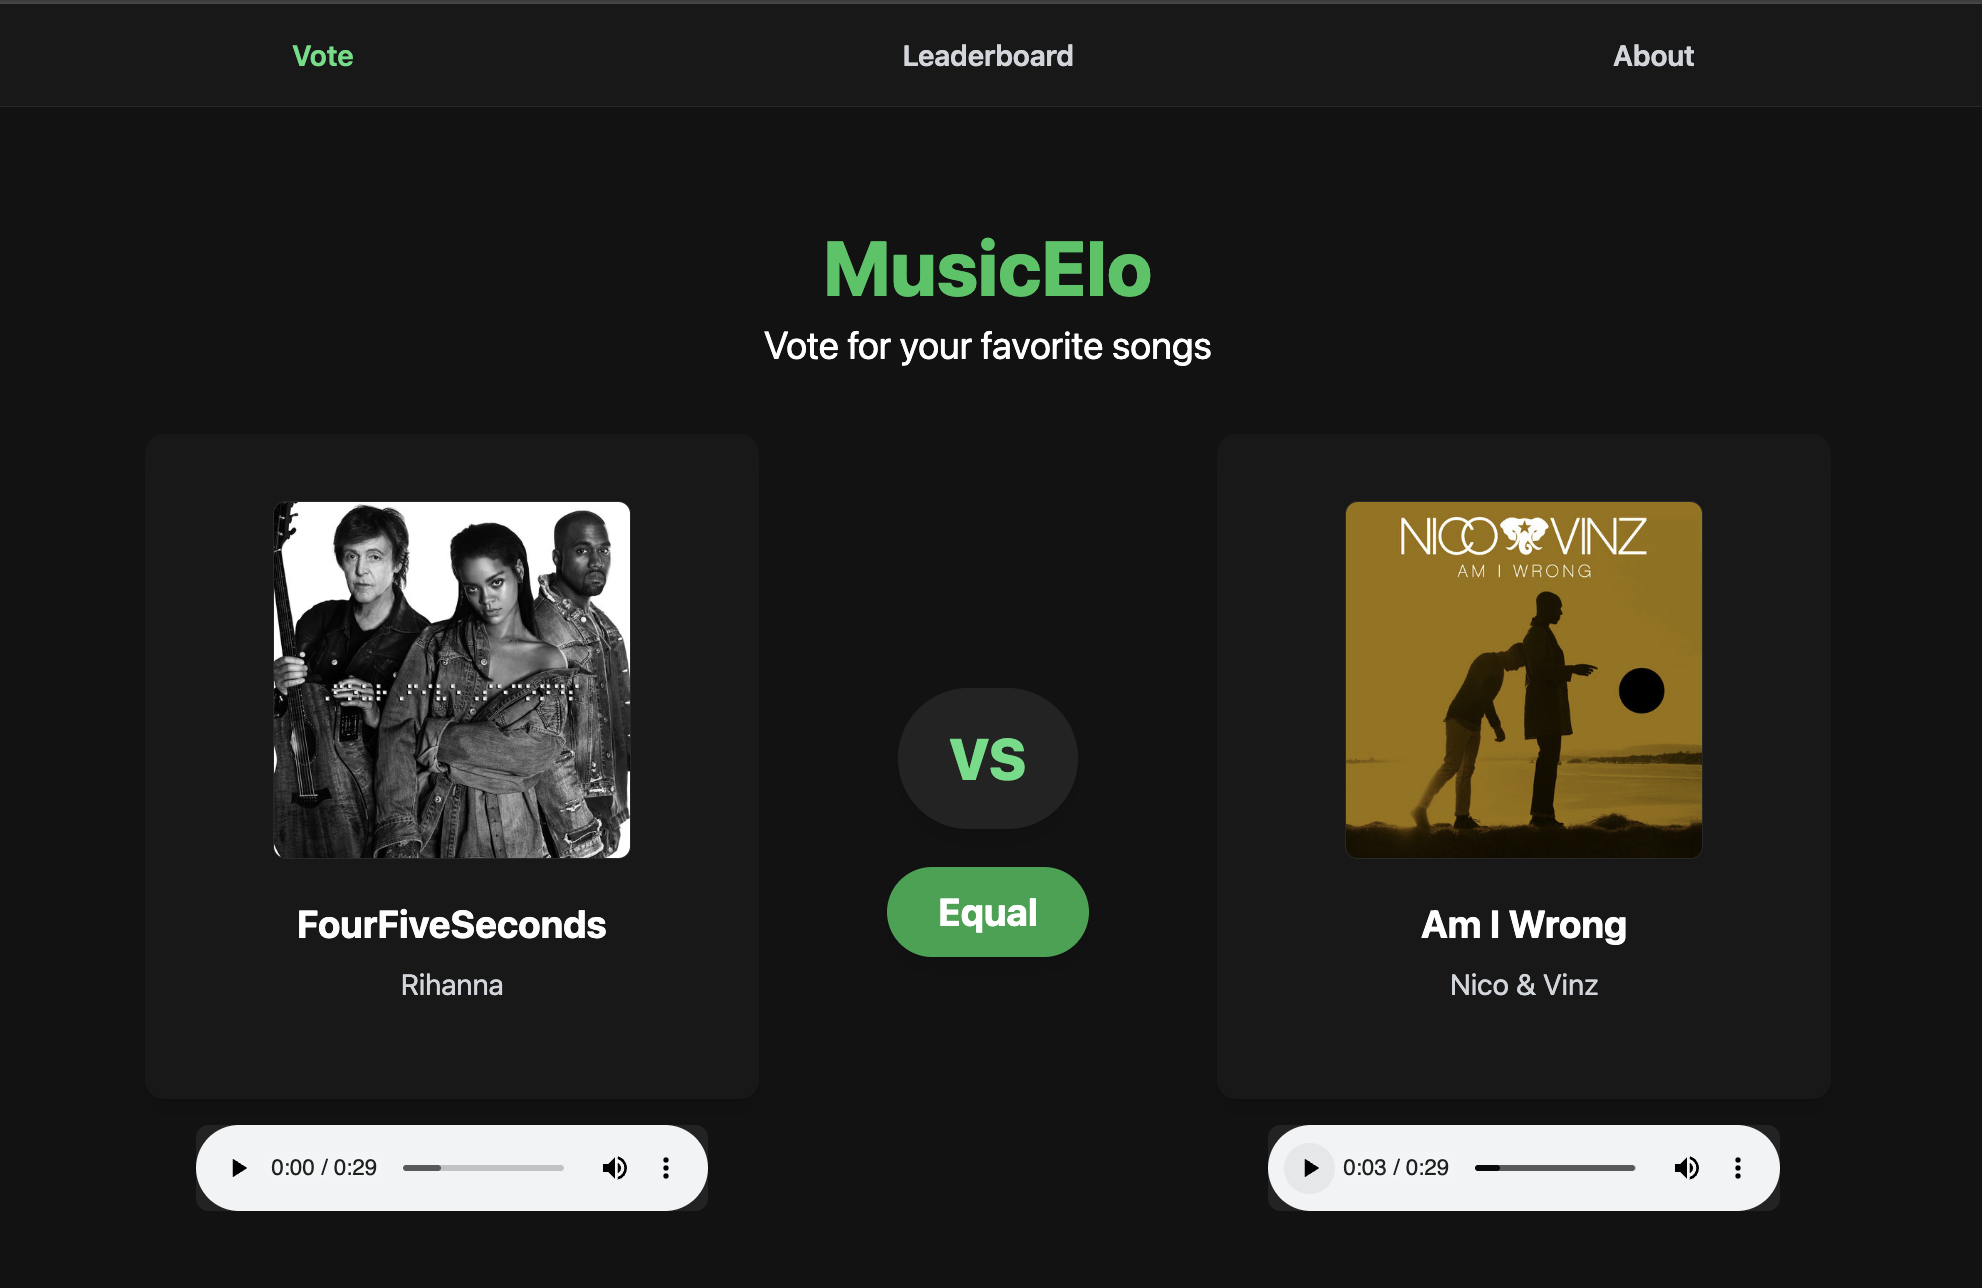 Vote
Leaderboard
About
MusicElo
Vote for your favorite songs
NICO VINZ
AM I WRONG
VS
Equal
FourFiveSeconds
Rihanna
Am I Wrong
Nico & Vinz
0:00 / 0:29
0:03 / 0:29